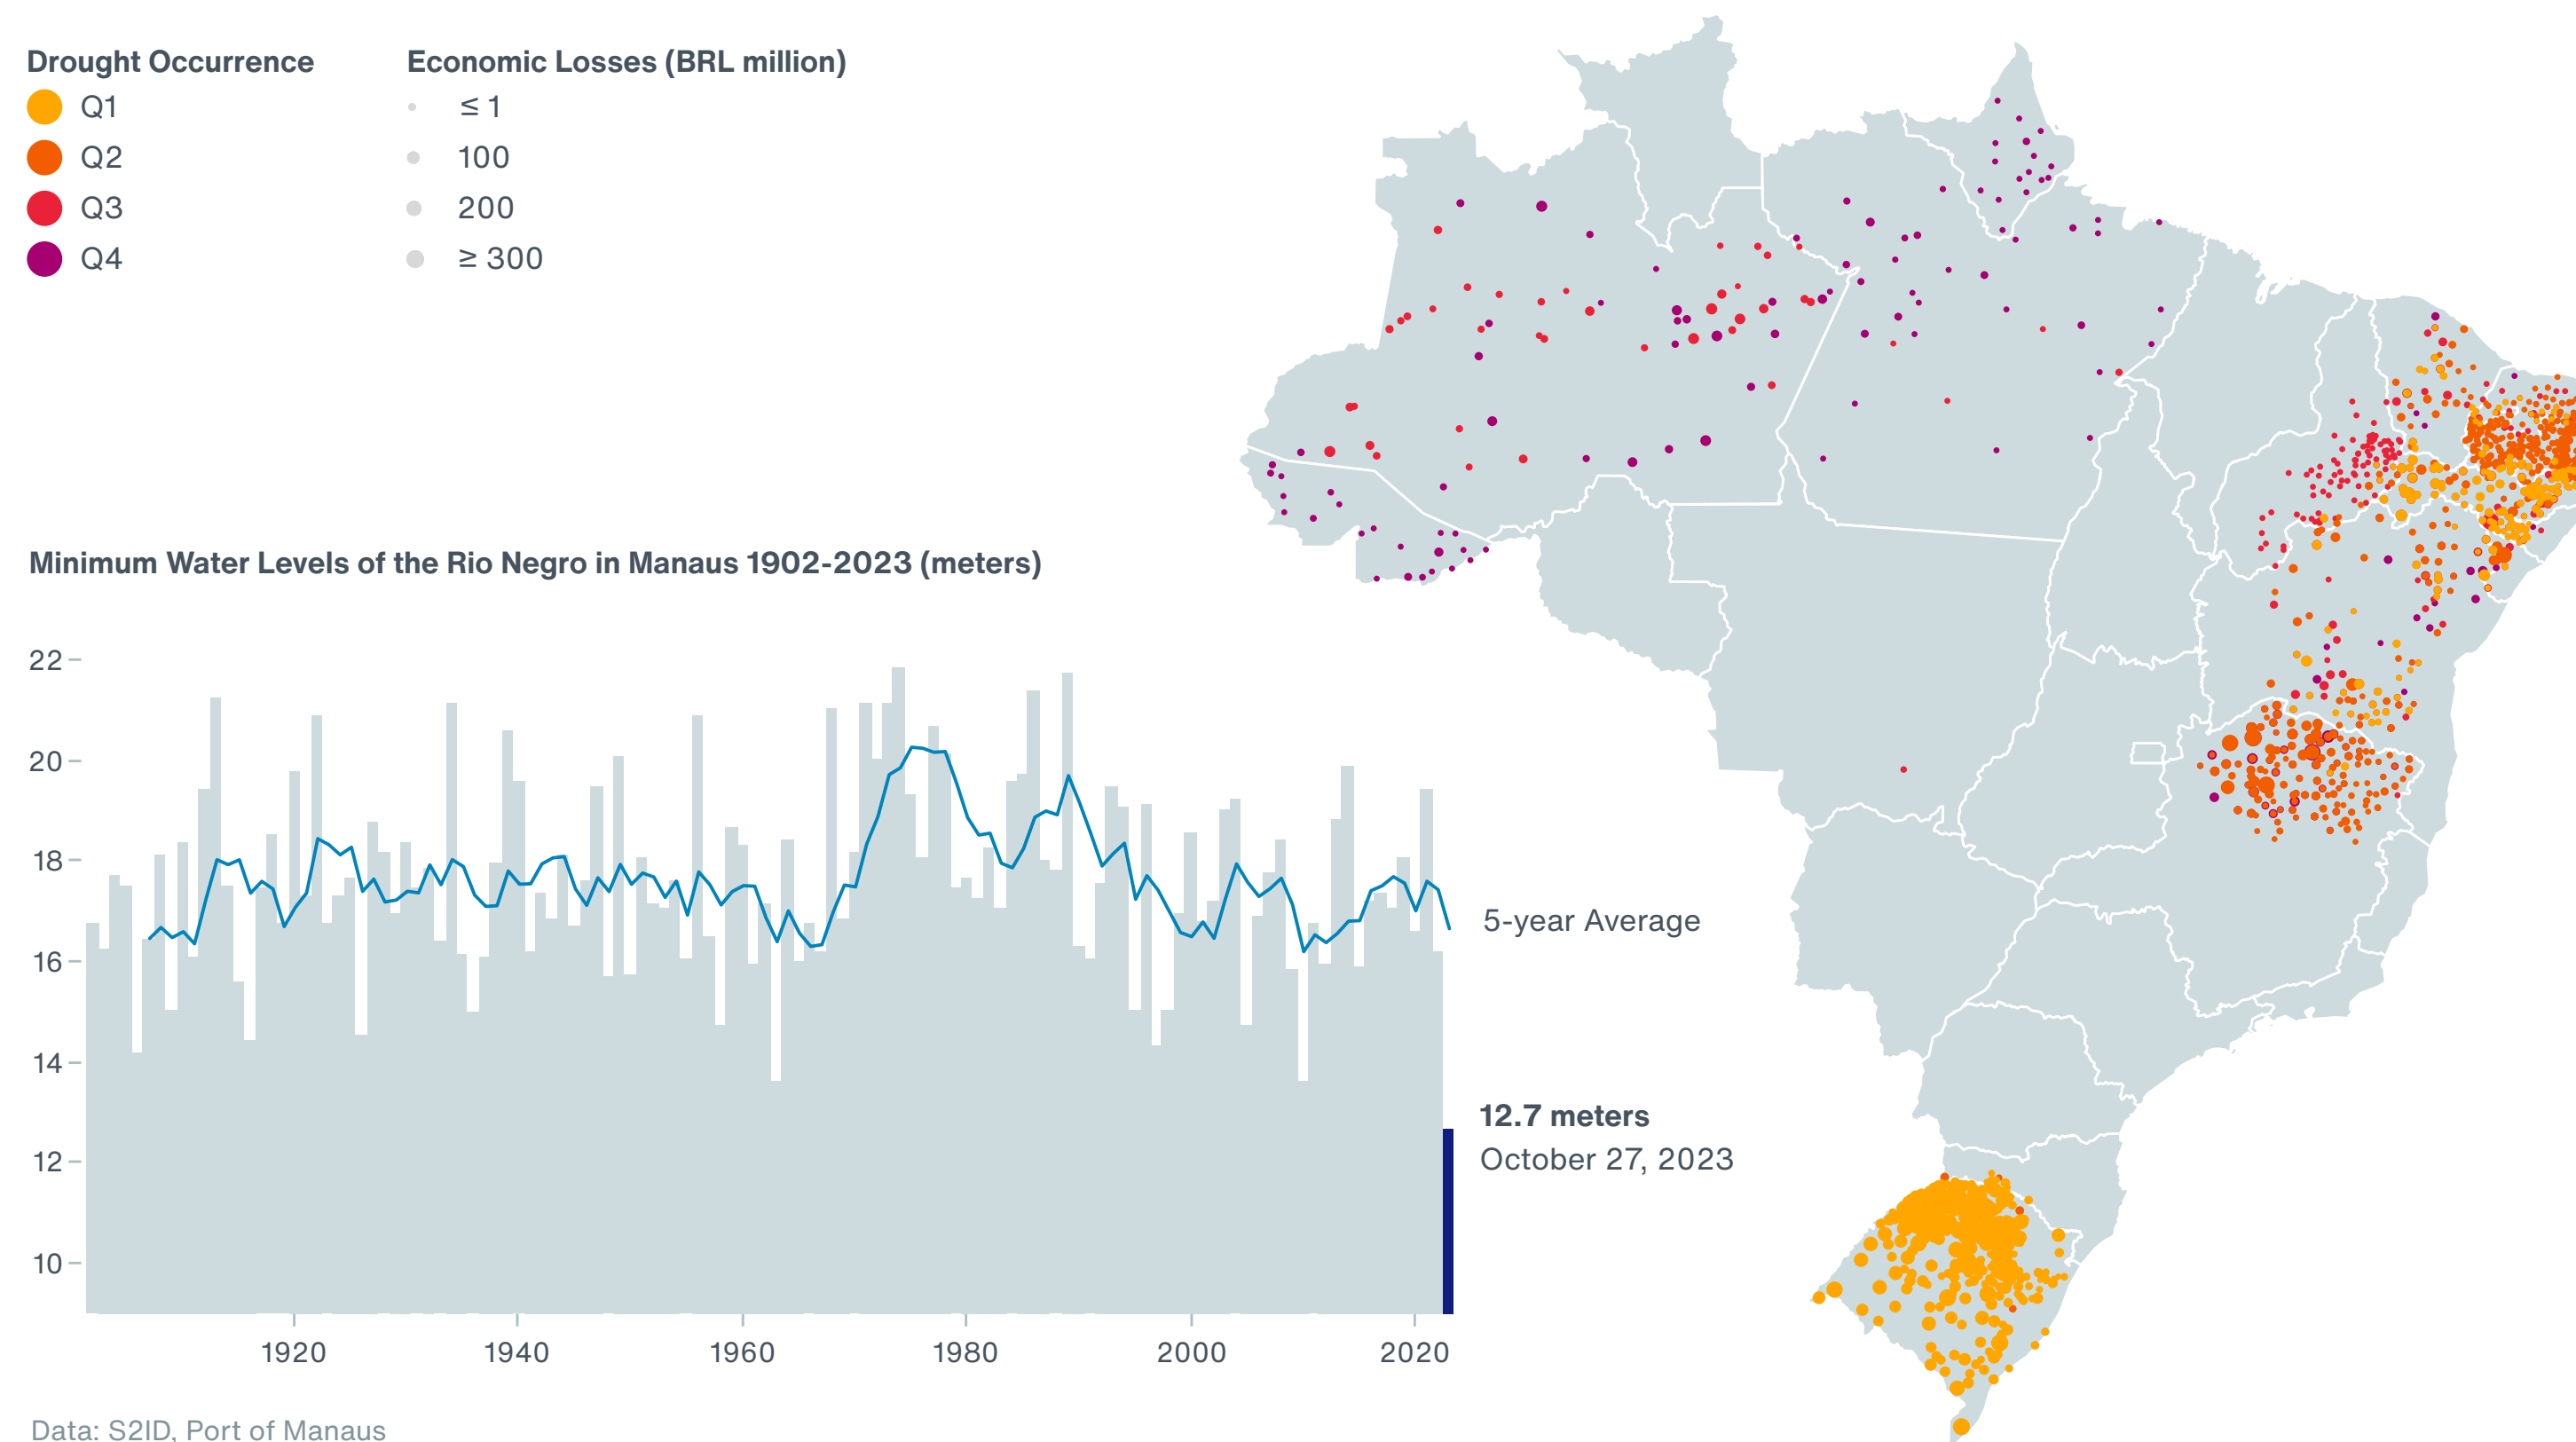 Drought Occurrence
Q1
Q2
Q3
Q4
Economic Losses (BRL million)
≤ 1
100
200
≥ 300
Minimum Water Levels of the Rio Negro in Manaus 1902-2023 (meters)
22
20
18
16
14
12
10
5-year Average
12.7 meters
October 27, 2023
1920
1940
1960
1980
2000
2020
Data: S2ID, Port of Manaus